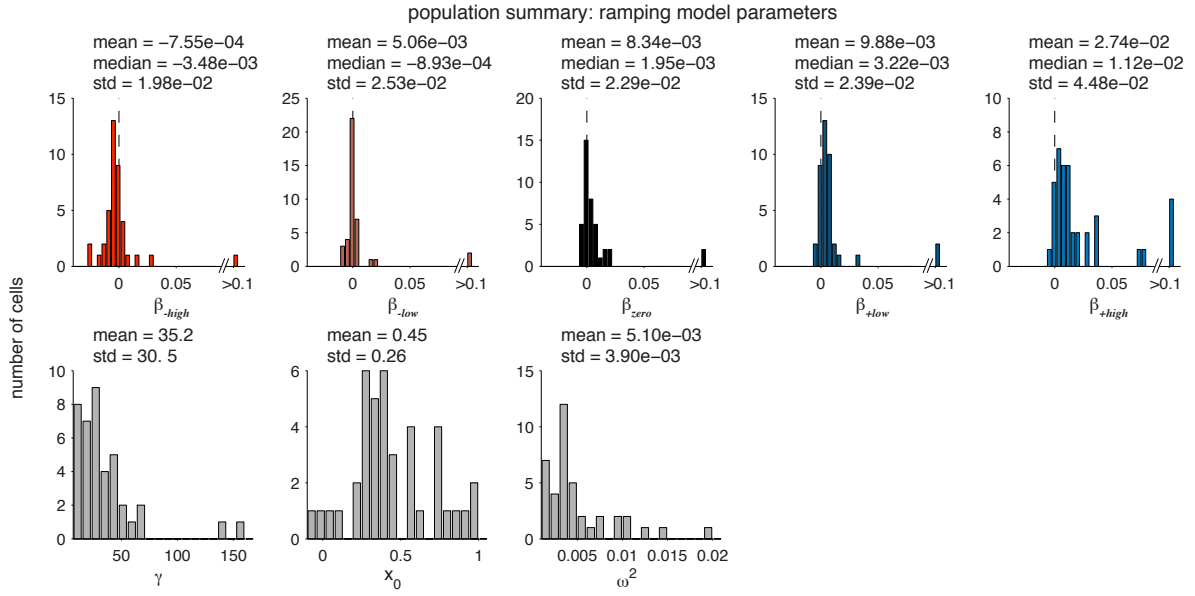 population summary: ramping model parameters
mean = −7.55e−04
median = −3.48e−03
std = 1.98e−02
mean = 5.06e−03
median = −8.93e−04
std = 2.53e−02
mean = 8.34e−03
median = 1.95e−03
std = 2.29e−02
mean = 9.88e−03
median = 3.22e−03
std = 2.39e−02
mean = 2.74e−02
median = 1.12e−02
std = 4.48e−02
15
10
5
0
0 0.05 >0.1
β-high
25
20
15
10
5
0
0 0.05 >0.1
β-low
20
15
10
5
0
0 0.05 >0.1
βzero
15
10
5
0
0 0.05 >0.1
β+low
10
8
6
4
2
0
0 0.05 >0.1
β+high
number of cells
mean = 35.2
std = 30. 5
mean = 0.45
std = 0.26
mean = 5.10e−03
std = 3.90e−03
10
8
6
4
2
0
50 100 150
γ
6
4
2
0
0 0.5 1
x0
15
10
5
0
0.005 0.01 0.015 0.02
ω2